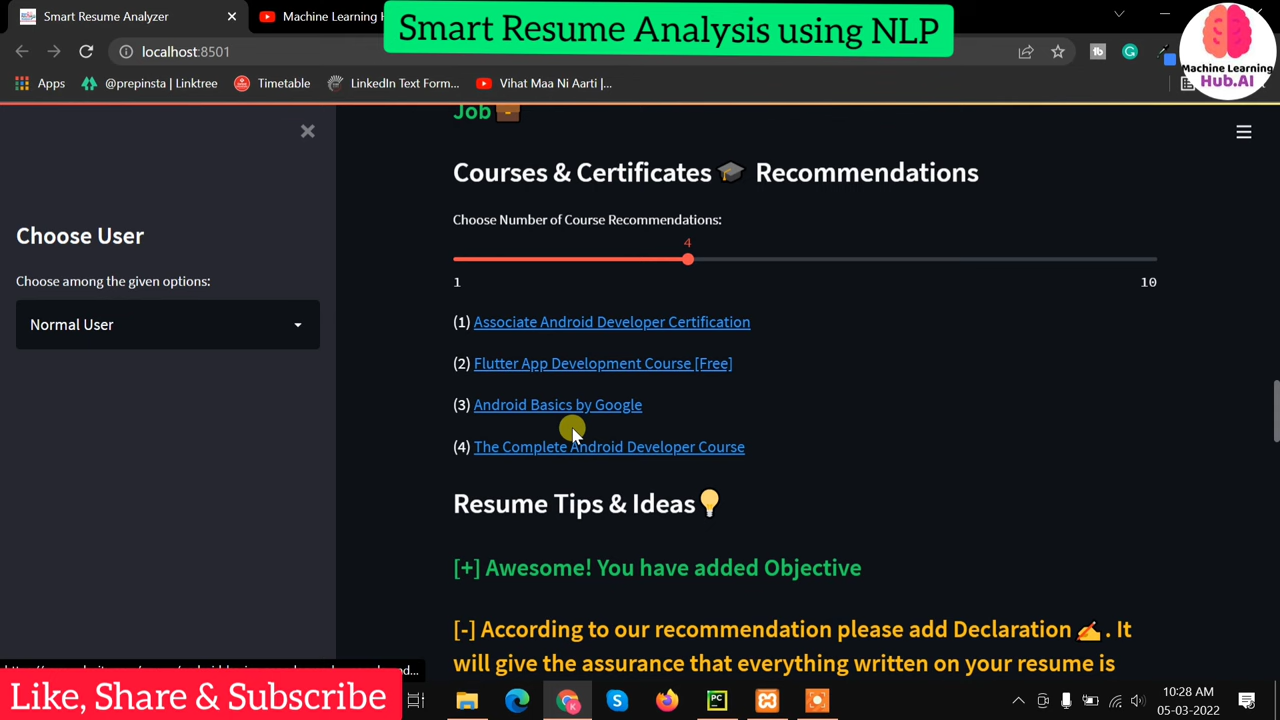 Smart Resume Analyzer
Machine Learning H
Smart Resume Analysis using NLP
localhost:8501
Machine Learning
Hub.AI
Apps
@prepinsta | Linktree
Timetable
LinkedIn Text Form...
Vihat Maa Ni Aarti |...
Job
Courses & Certificates 🎓 Recommendations
Choose Number of Course Recommendations:
4
1
10
Choose User
Choose among the given options:
Normal User
(1) Associate Android Developer Certification
(2) Flutter App Development Course [Free]
(3) Android Basics by Google
(4) The Complete Android Developer Course
Resume Tips & Ideas💡
[+] Awesome! You have added Objective
[-] According to our recommendation please add Declaration ✍ . It
will give the assurance that everything written on your resume is
Like, Share & Subscribe
10:28 AM
05-03-2022